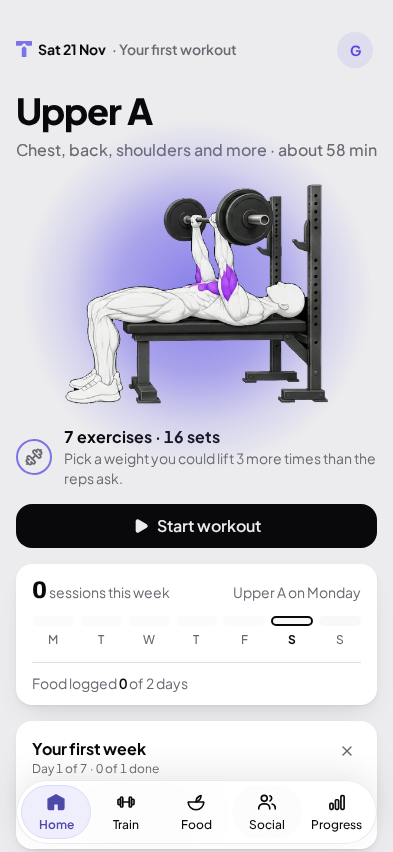 Sat 21 Nov · Your first workout
G
Upper A
Chest, back, shoulders and more · about 58 min
7 exercises · 16 sets
Pick a weight you could lift 3 more times than the
reps ask.
Start workout
0 sessions this week
Upper A on Monday
M T W T F S S
Food logged 0 of 2 days
Your first week
Day 1 of 7 · 0 of 1 done
Home Train Food Social Progress